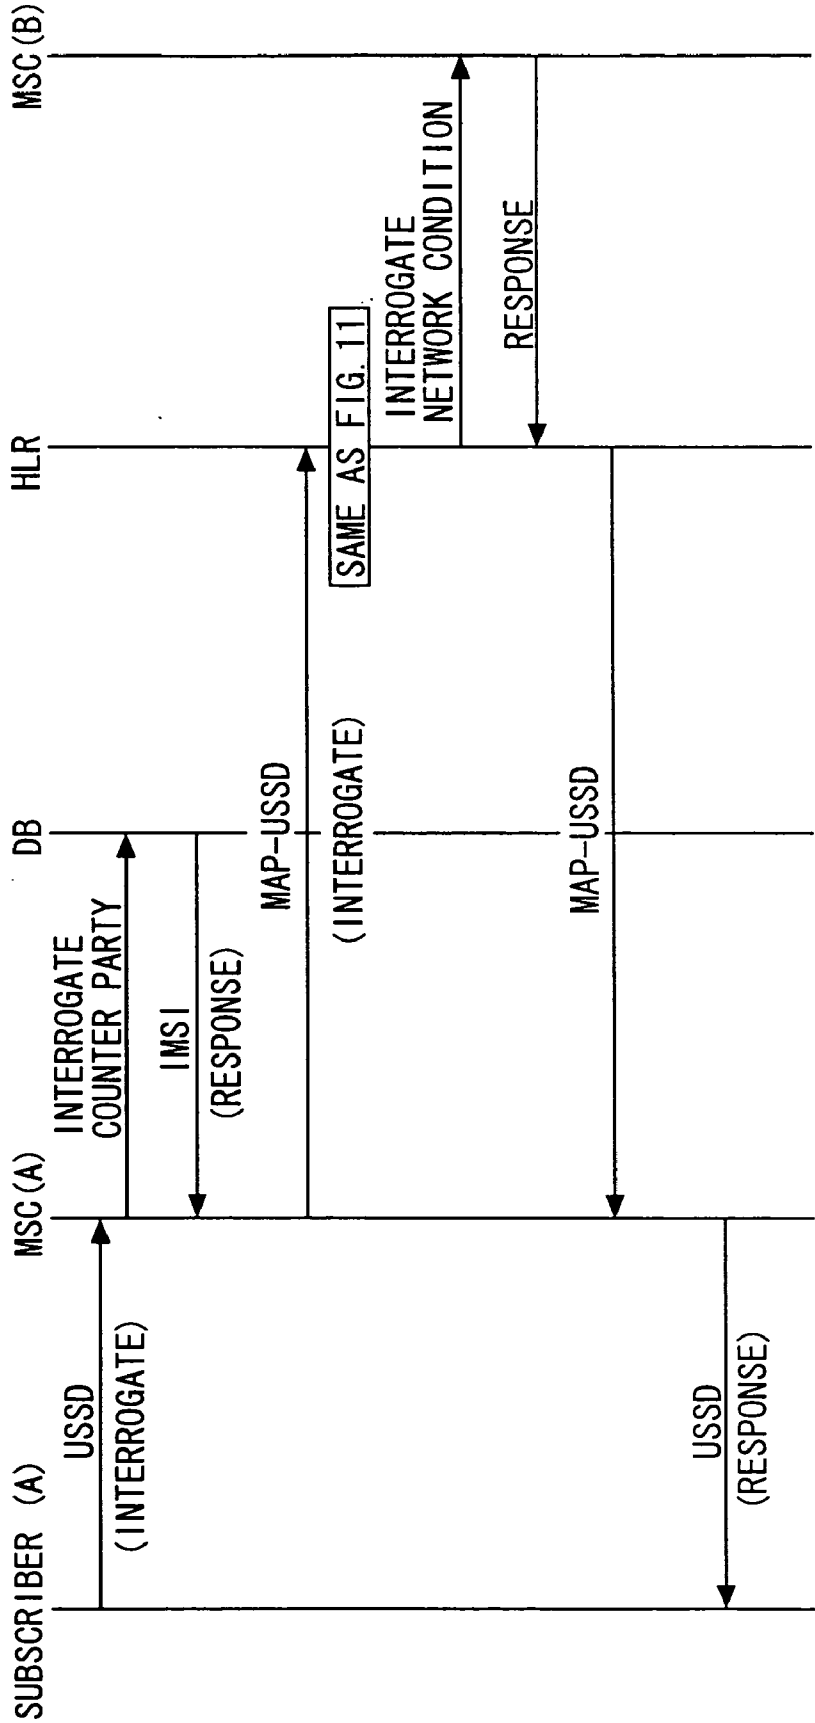 SUBSCRIBER (A)
MSC(A)
DB
HLR
MSC(B)
USSD
(INTERROGATE)
INTERROGATE
COUNTER PARTY
IMSI
(RESPONSE)
MAP-USSD
(INTERROGATE)
SAME AS FIG. 11
INTERROGATE
NETWORK CONDITION
RESPONSE
MAP-USSD
USSD
(RESPONSE)